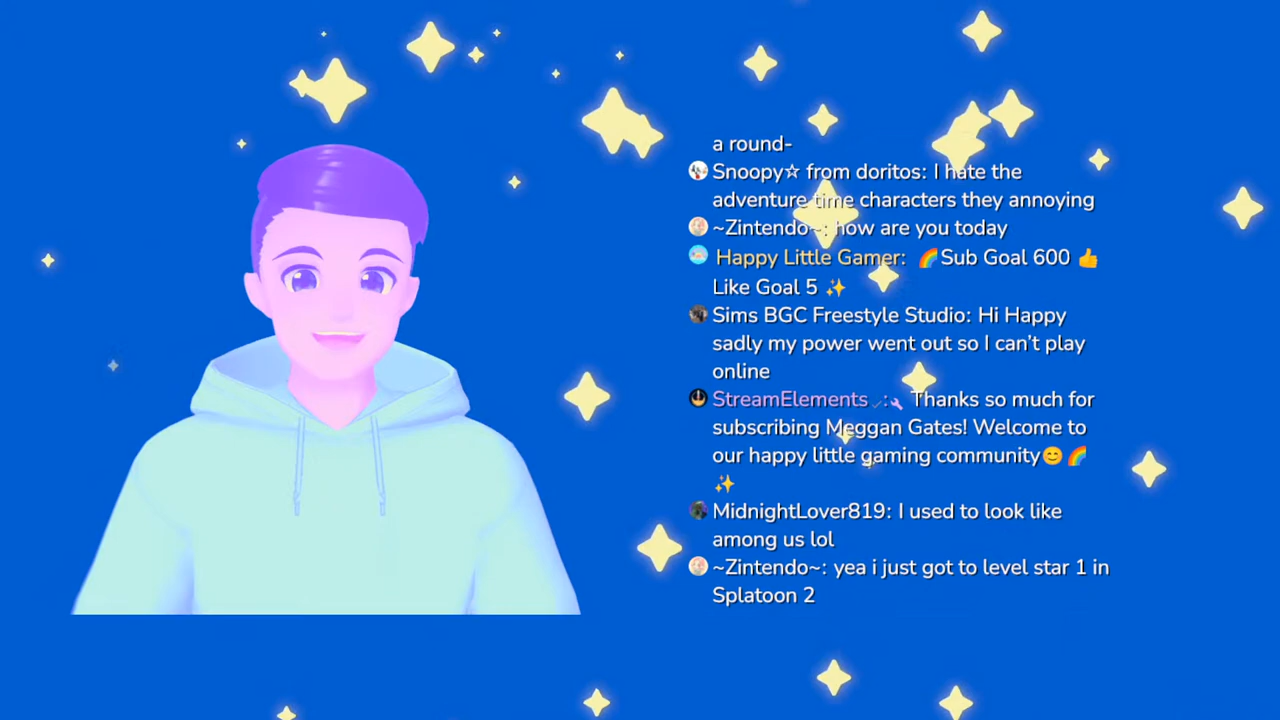 a round-
Snoopy☆ from doritos: I hate the
adventure time characters they annoying
~Zintendo~: how are you today
Happy Little Gamer: 🌈Sub Goal 600 👍
Like Goal 5 ✨
Sims BGC Freestyle Studio: Hi Happy
sadly my power went out so I can't play
online
StreamElements✓:🔧 Thanks so much for
subscribing Meggan Gates! Welcome to
our happy little gaming community😊🌈
✨
MidnightLover819: I used to look like
among us lol
~Zintendo~: yea i just got to level star 1 in
Splatoon 2